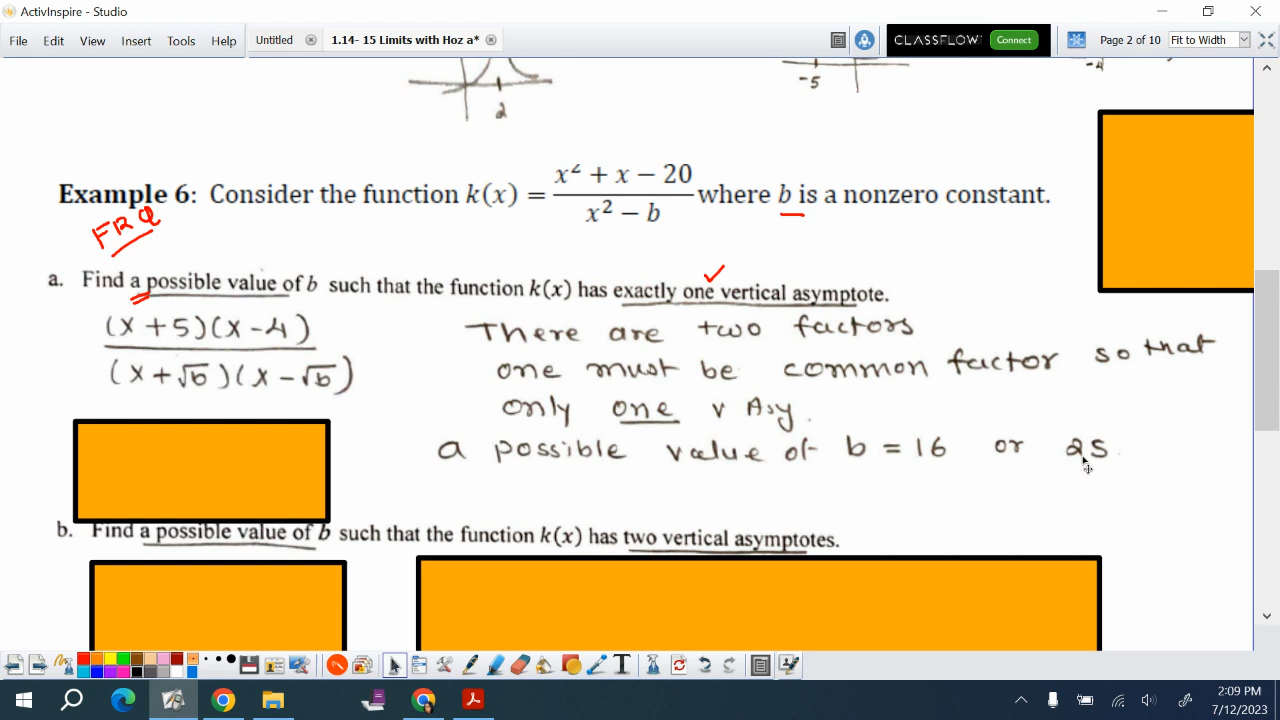 ActivInspire - Studio
File Edit View Insert Tools Help Untitled 1.14- 15 Limits with Hoz a* CLASSFLOW Connect Page 2 of 10 Fit to Width
2 -5 -4
Example 6: Consider the function k(x) = (x² + x − 20)/(x² − b) where b is a nonzero constant.
FRQ
a. Find a possible value of b such that the function k(x) has exactly one vertical asymptote.
(x +5)(x -4)
(x +√b)(x -√b)
There are two factors
one must be common factor so that
only one v Asy.
a possible value of b = 16 or 25
b. Find a possible value of b such that the function k(x) has two vertical asymptotes.
2:09 PM
7/12/2023